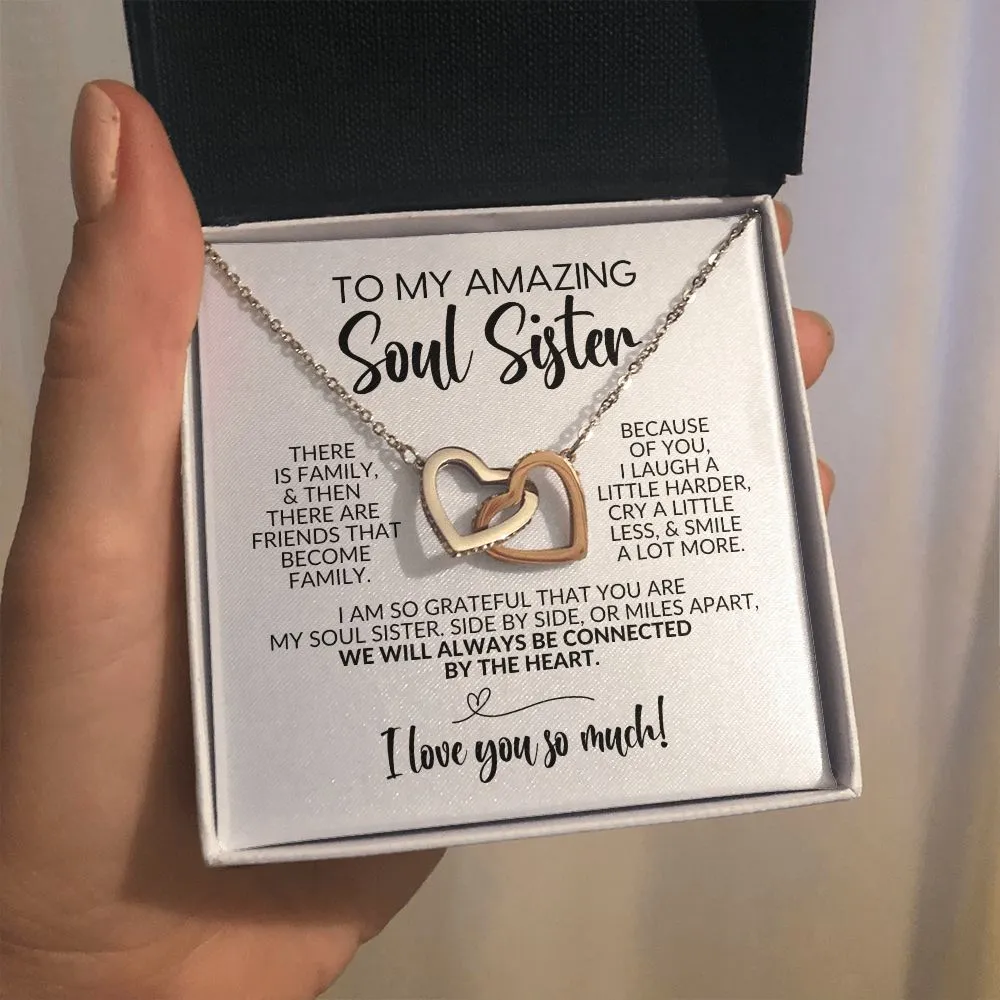 TO MY AMAZING
Soul Sister
THERE
IS FAMILY,
& THEN
THERE ARE
FRIENDS THAT
BECOME
FAMILY.
BECAUSE
OF YOU,
I LAUGH A
LITTLE HARDER,
CRY A LITTLE
LESS, & SMILE
A LOT MORE.
I AM SO GRATEFUL THAT YOU ARE
MY SOUL SISTER. SIDE BY SIDE, OR MILES APART,
WE WILL ALWAYS BE CONNECTED
BY THE HEART.
I love you so much!